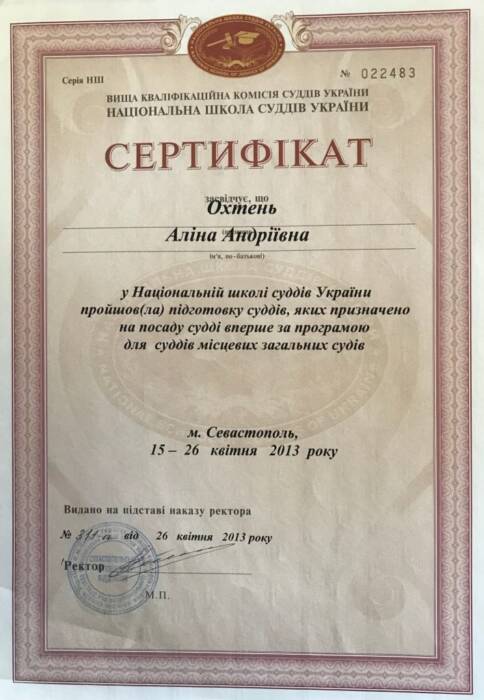 Серія НШ
№ 022483
ВИЩА КВАЛІФІКАЦІЙНА КОМІСІЯ СУДДІВ УКРАЇНИ
НАЦІОНАЛЬНА ШКОЛА СУДДІВ УКРАЇНИ
СЕРТИФІКАТ
засвідчує, що
Охтень
Аліна Андріївна
(м'я, по-батькові)
у Національній школі суддів України
пройшов(ла) підготовку суддів, яких призначено
на посаду судді вперше за програмою
для суддів місцевих загальних судів
м. Севастополь,
15 – 26 квітня 2013 року
Видано на підставі наказу ректора
№ від 26 квітня 2013 року
Ректор
М.П.